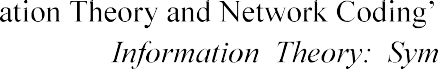 ation Theory and Network Coding’
Information Theory: Sym